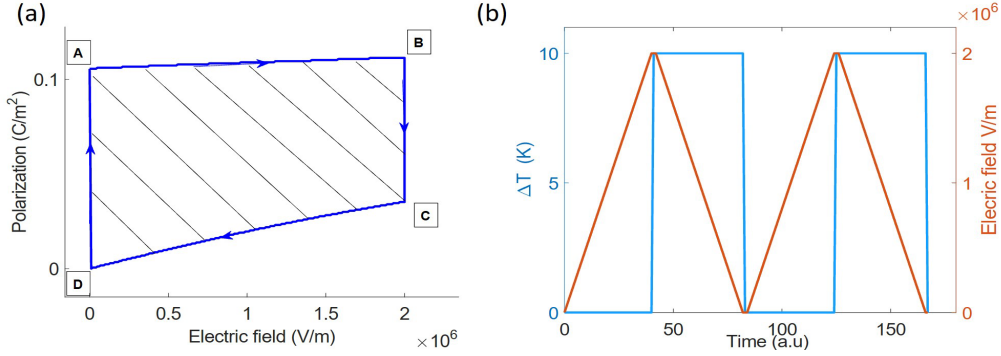 (a)
A
B
C
D
0.1
0
Polarization (C/m²)
0
0.5
1
1.5
2
× 10⁶
Electric field (V/m)
(b)
10
5
0
ΔT (K)
0
50
100
150
Time (a.u)
×10⁶
2
1
0
Elecric field V/m